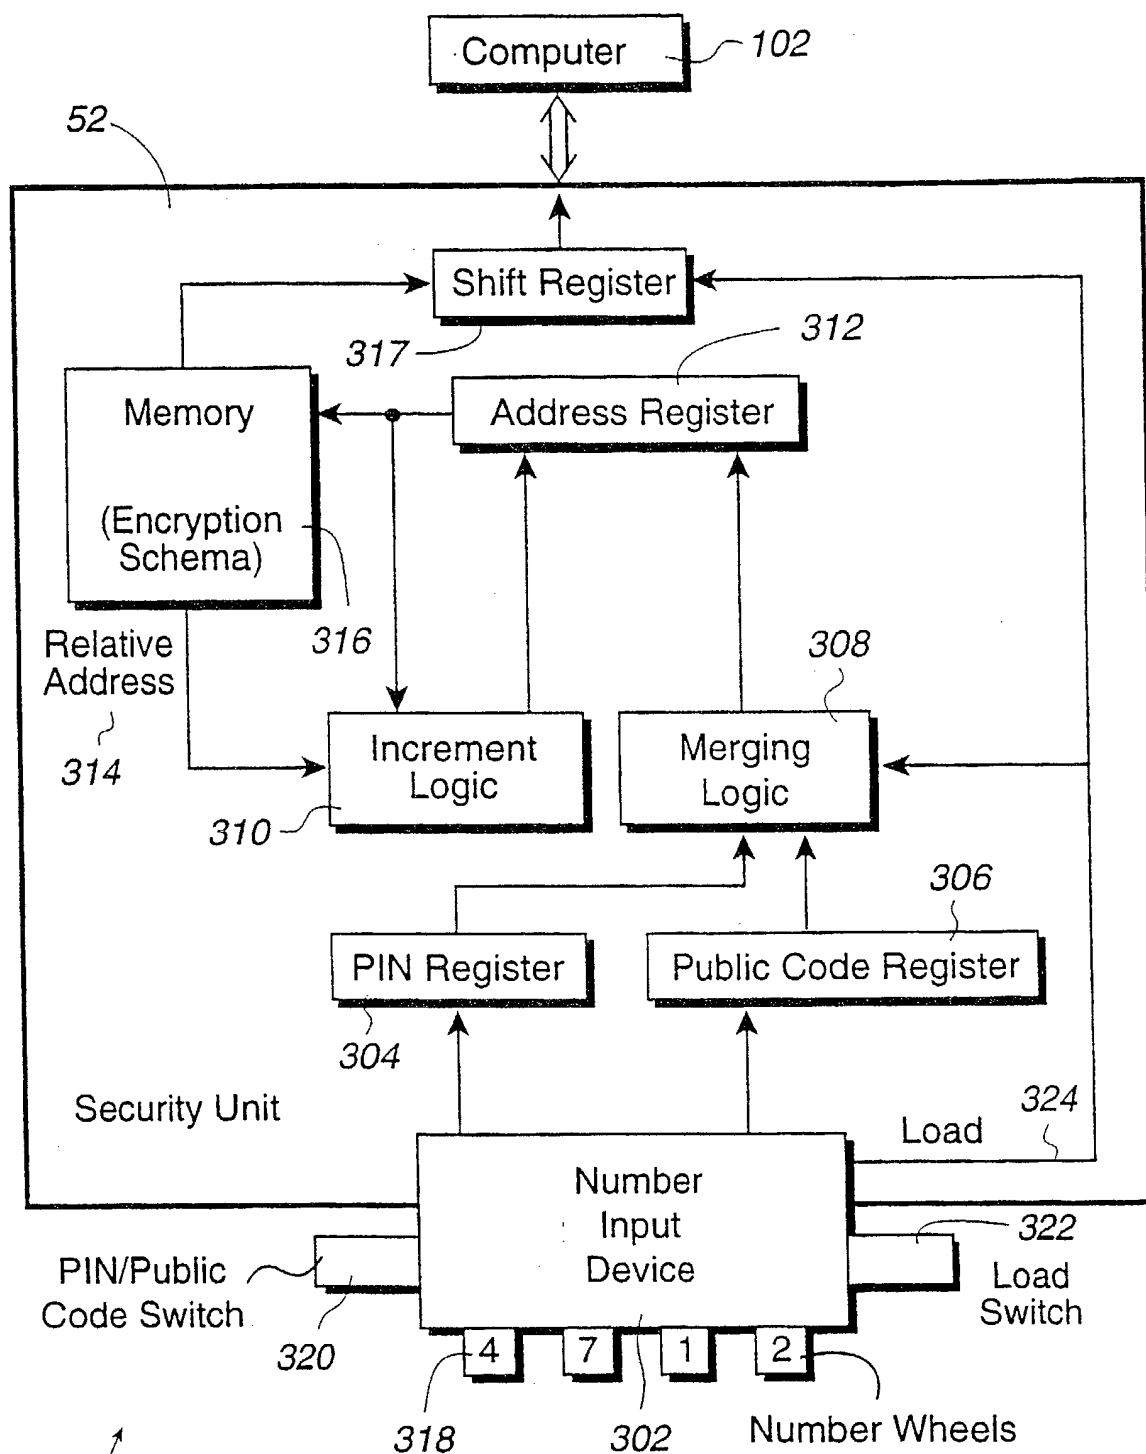 Computer
102
52
Shift Register
317
312
Address Register
Memory
(Encryption
Schema)
316
Relative
Address
314
308
Increment
Logic
310
Merging
Logic
306
PIN Register
304
Public Code Register
Security Unit
Load
324
Number
Input
Device
322
PIN/Public
Code Switch
320
Load
Switch
4 7 1 2
318
302
Number Wheels